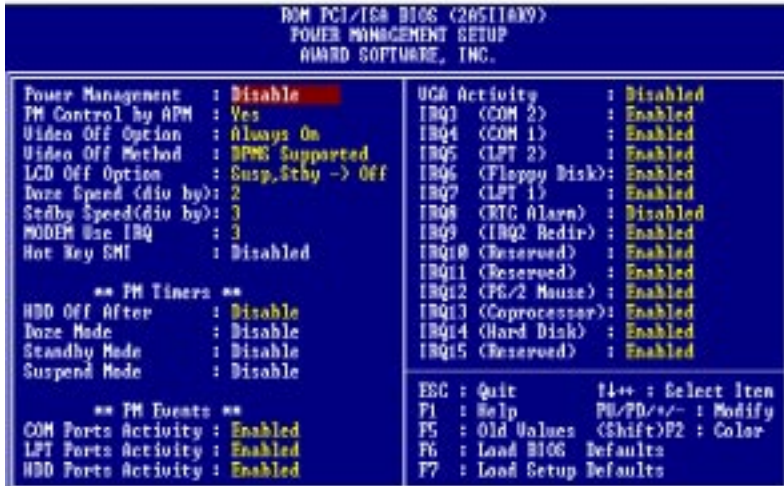 ROM PCI/ISA BIOS (2A5IIAK9)
POWER MANAGEMENT SETUP
AWARD SOFTWARE, INC.
Power Management : Disable
PM Control by APM : Yes
Video Off Option : Always On
Video Off Method : DPMS Supported
LCD Off Option : Susp,Stby -> Off
Doze Speed (div by): 2
Stdby Speed(div by): 3
MODEM Use IRQ : 3
Hot Key SMI : Disabled
** PM Timers **
HDD Off After : Disable
Doze Mode : Disable
Standby Mode : Disable
Suspend Mode : Disable
** PM Events **
COM Ports Activity : Enabled
LPT Ports Activity : Enabled
HDD Ports Activity : Enabled
VGA Activity : Disabled
IRQ3 (COM 2) : Enabled
IRQ4 (COM 1) : Enabled
IRQ5 (LPT 2) : Enabled
IRQ6 (Floppy Disk): Enabled
IRQ7 (LPT 1) : Enabled
IRQ8 (RTC Alarm) : Disabled
IRQ9 (IRQ2 Redir) : Enabled
IRQ10 (Reserved) : Enabled
IRQ11 (Reserved) : Enabled
IRQ12 (PS/2 Mouse) : Enabled
IRQ13 (Coprocessor): Enabled
IRQ14 (Hard Disk) : Enabled
IRQ15 (Reserved) : Enabled
ESC : Quit ↑↓→← : Select Item
F1 : Help PU/PD/+/- : Modify
F5 : Old Values (Shift)F2 : Color
F6 : Load BIOS Defaults
F7 : Load Setup Defaults